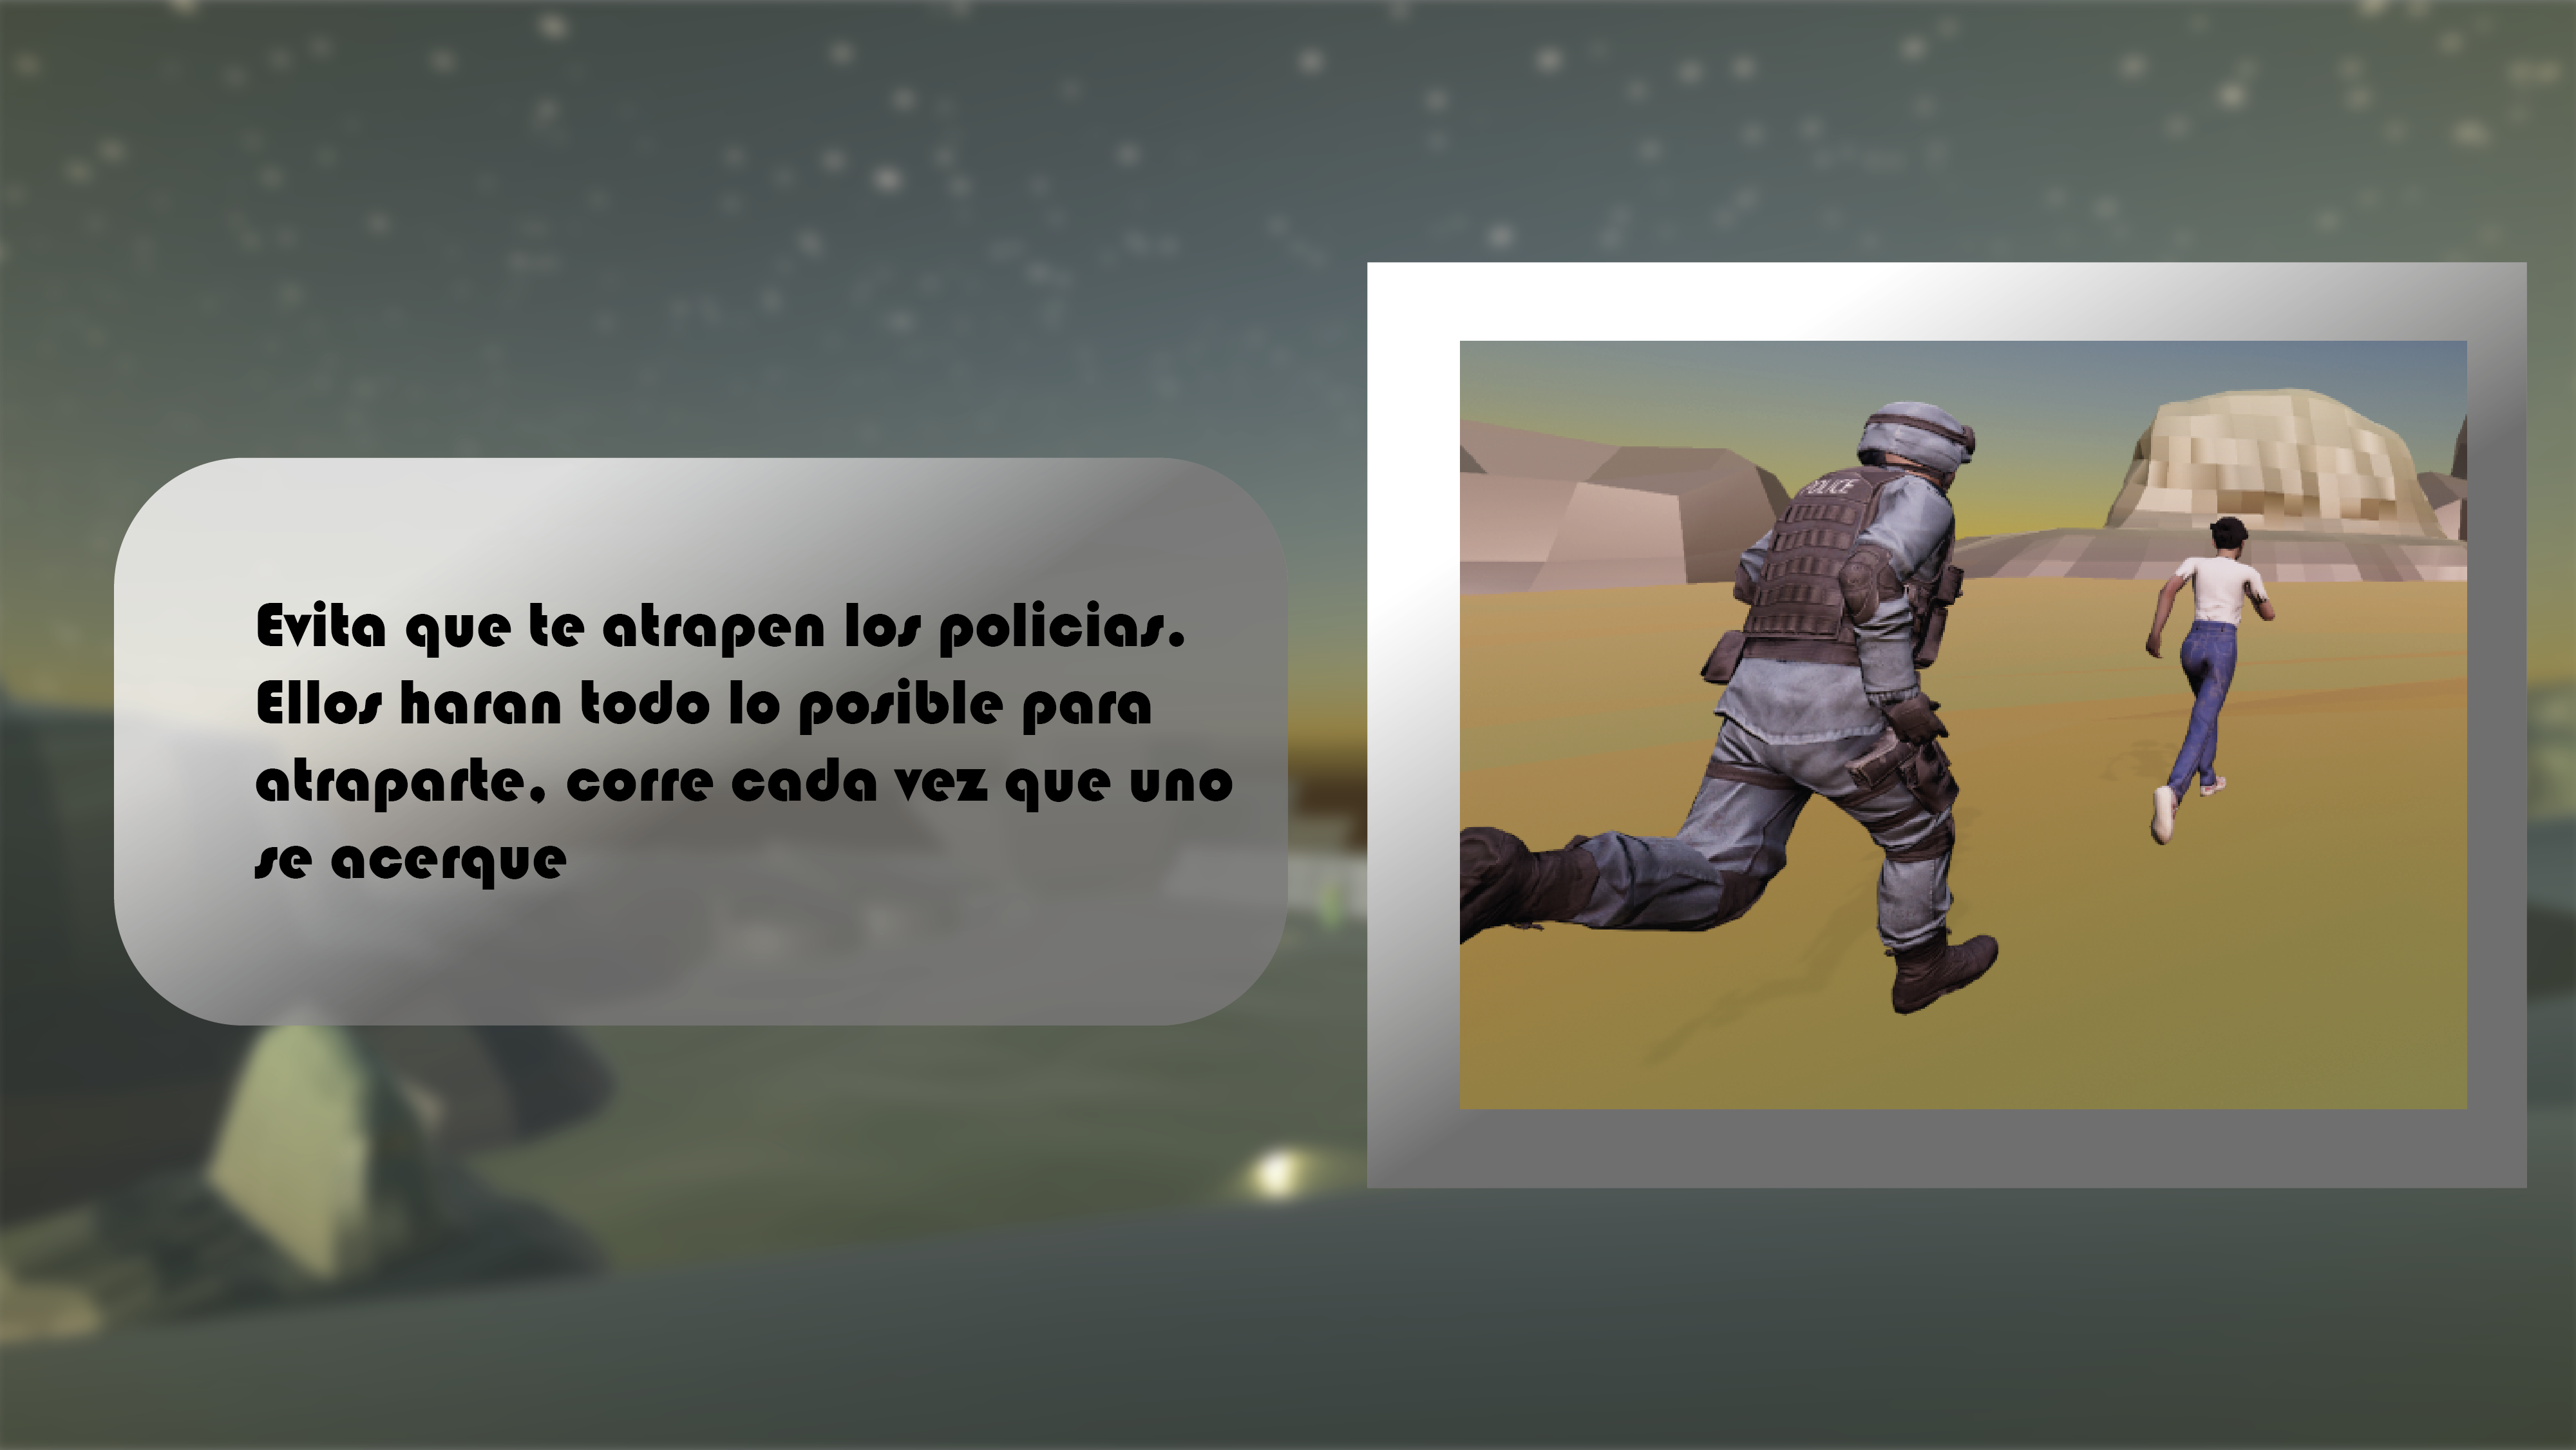 Evita que te atrapen los policias.
Ellos haran todo lo posible para
atraparte, corre cada vez que uno
se acerque
POLICE